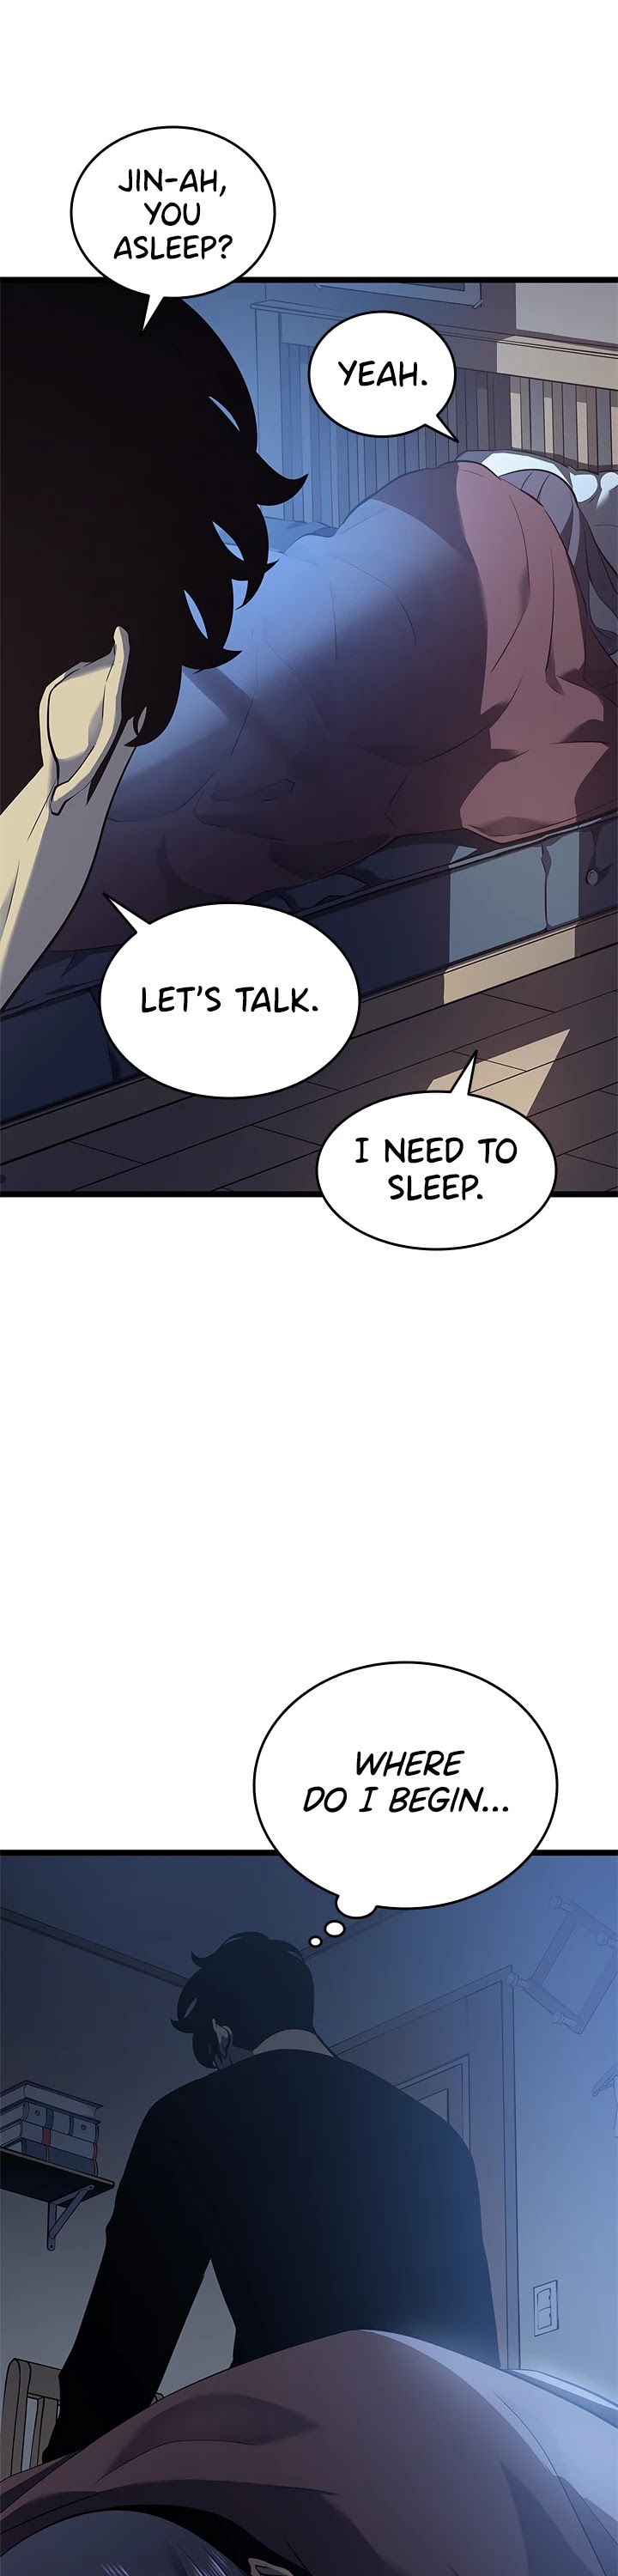 JIN-AH,
YOU
ASLEEP?
YEAH.
LET'S TALK.
I NEED TO
SLEEP.
WHERE
DO I BEGIN...